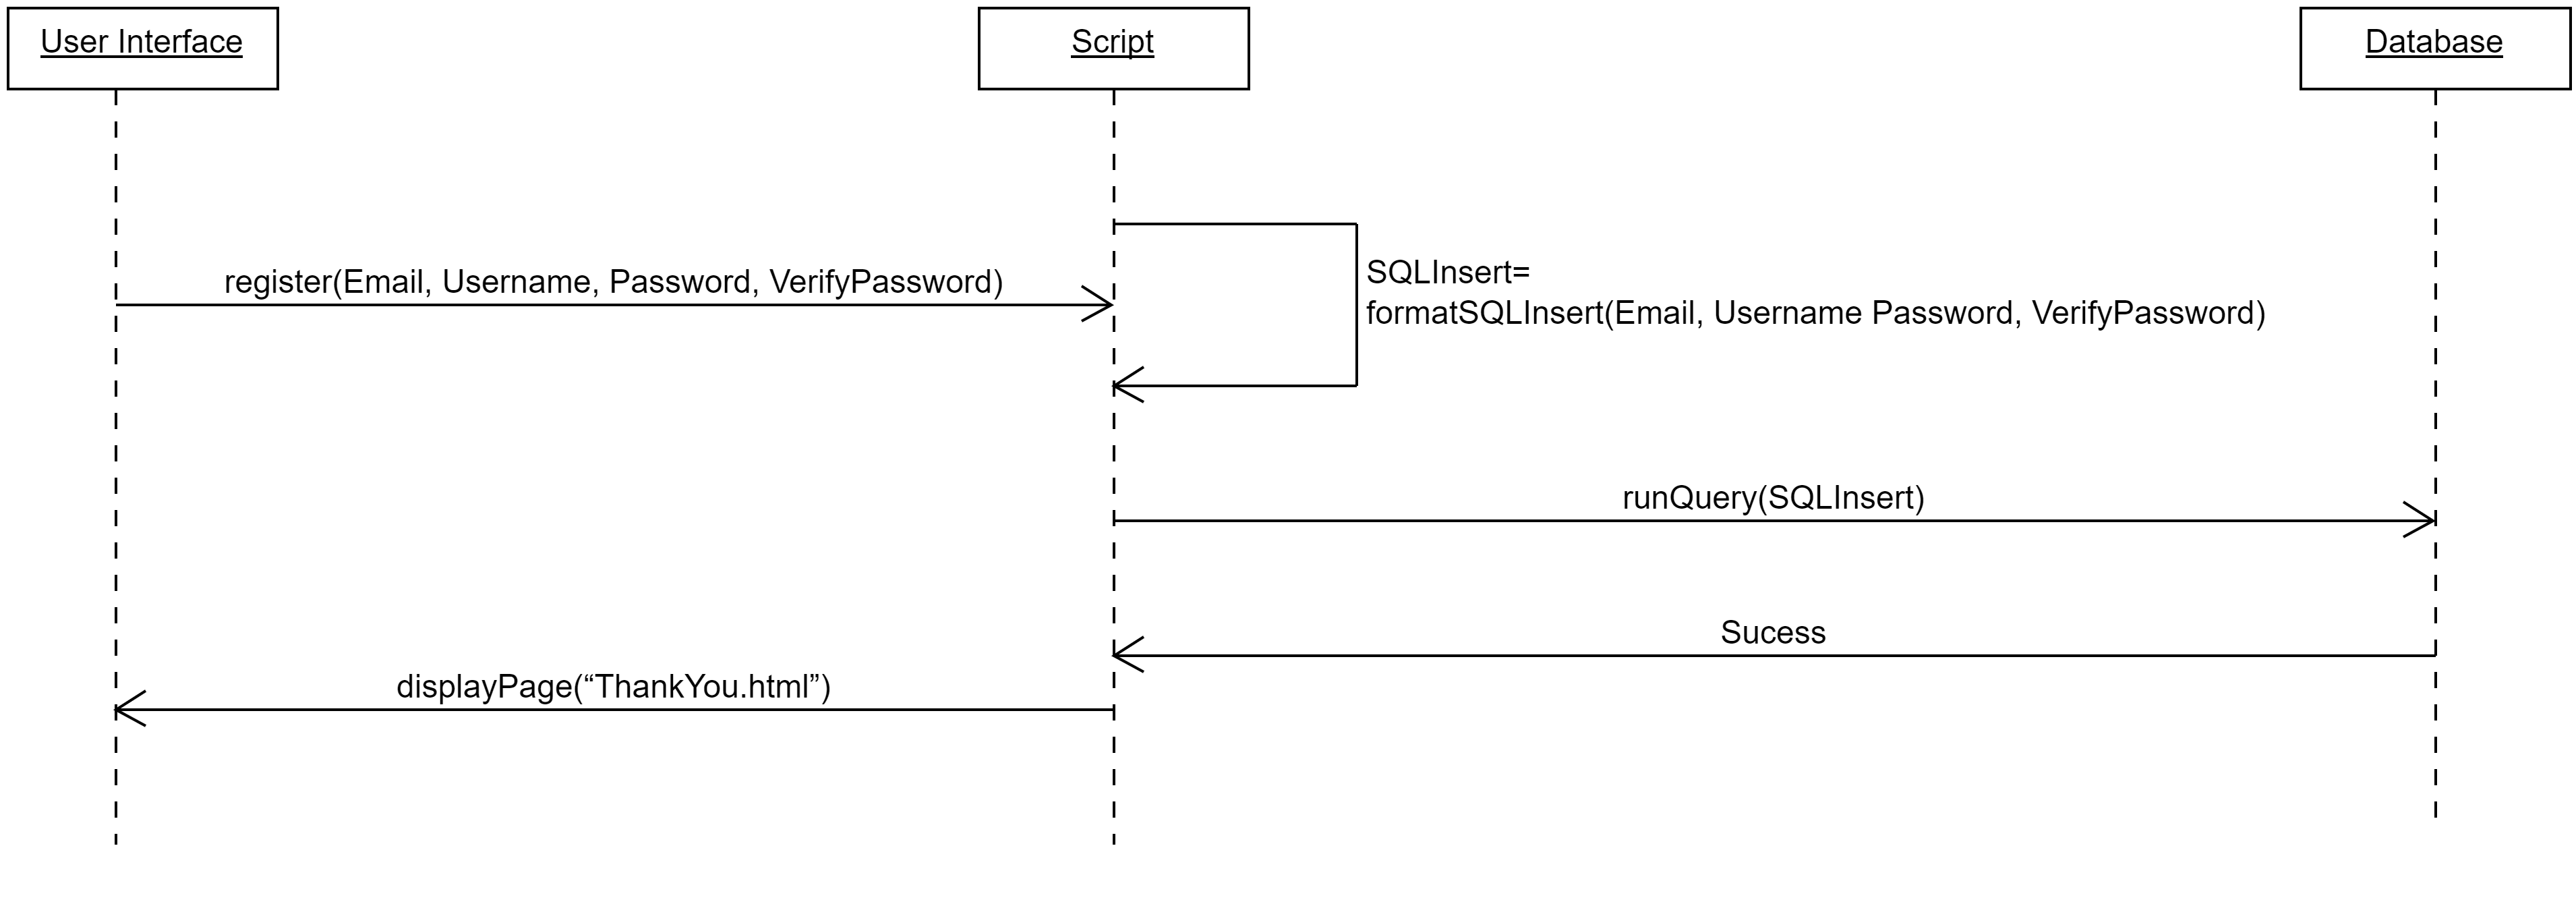 User Interface
Script
Database
register(Email, Username, Password, VerifyPassword)
SQLInsert=
formatSQLInsert(Email, Username Password, VerifyPassword)
runQuery(SQLInsert)
Sucess
displayPage(“ThankYou.html”)